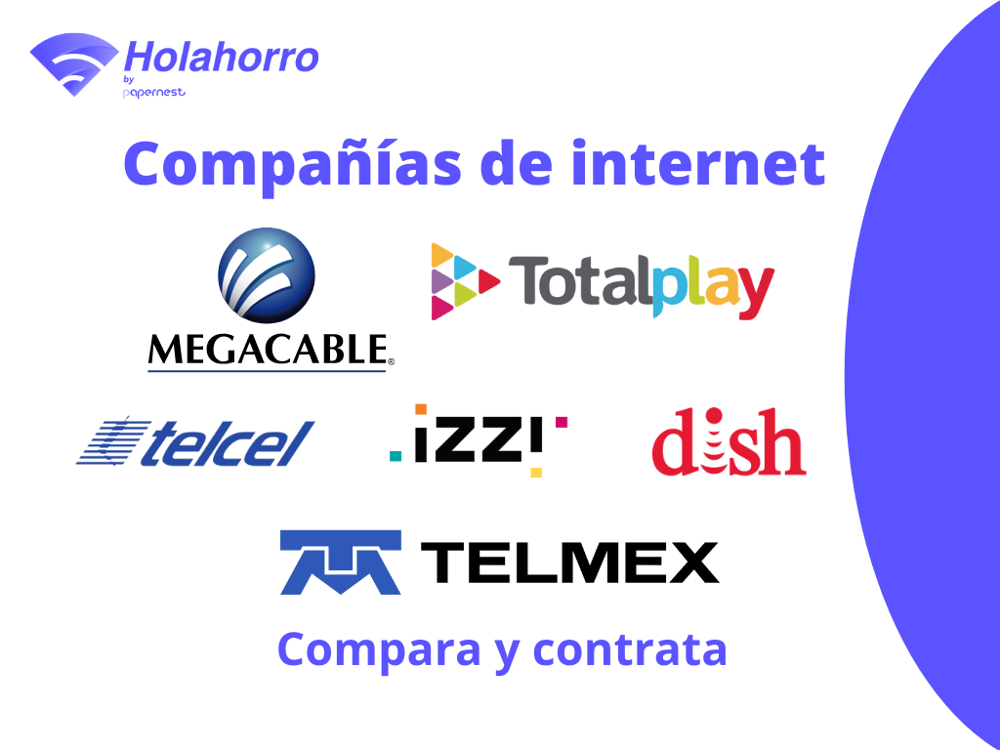 Holahorro
by
papernest
Compañías de internet
MEGACABLE®
Totalplay
telcel
izzi
dish
TELMEX
Compara y contrata